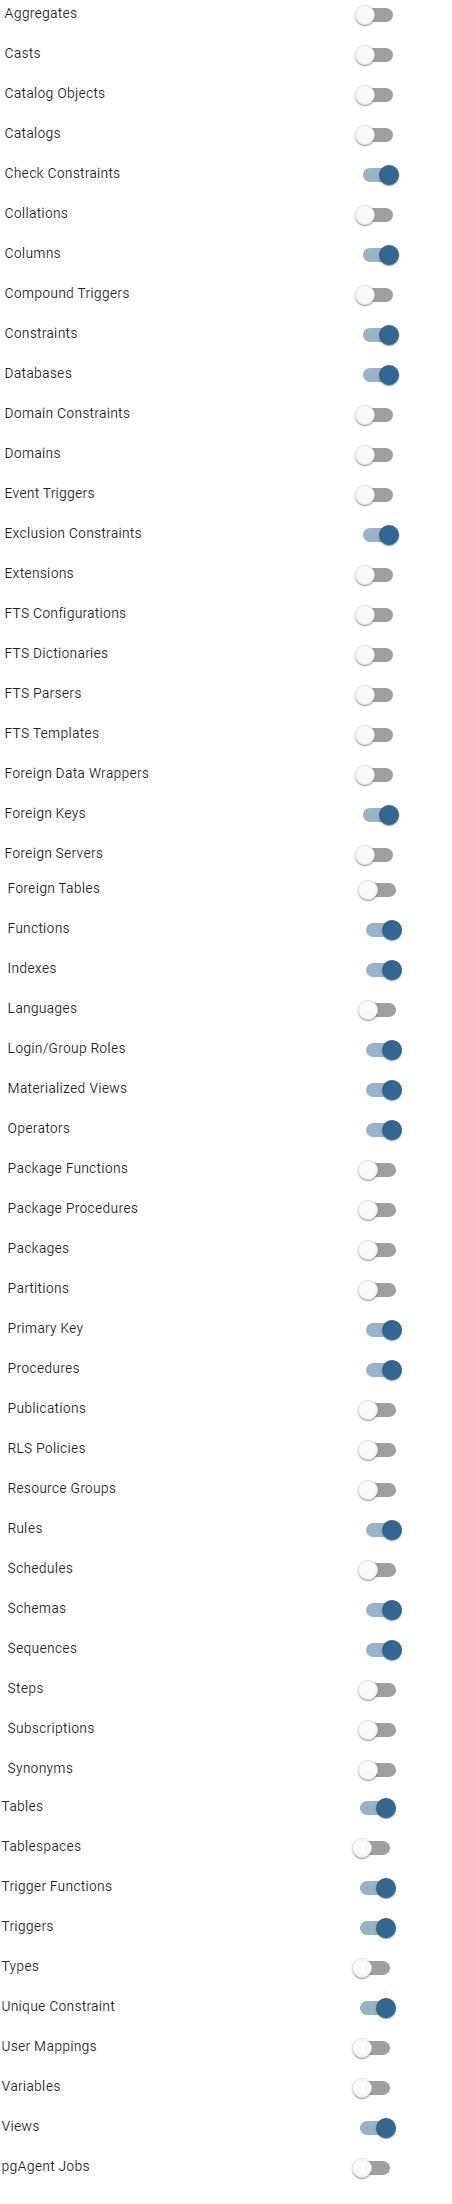 Aggregates
Casts
Catalog Objects
Catalogs
Check Constraints
Collations
Columns
Compound Triggers
Constraints
Databases
Domain Constraints
Domains
Event Triggers
Exclusion Constraints
Extensions
FTS Configurations
FTS Dictionaries
FTS Parsers
FTS Templates
Foreign Data Wrappers
Foreign Keys
Foreign Servers
Foreign Tables
Functions
Indexes
Languages
Login/Group Roles
Materialized Views
Operators
Package Functions
Package Procedures
Packages
Partitions
Primary Key
Procedures
Publications
RLS Policies
Resource Groups
Rules
Schedules
Schemas
Sequences
Steps
Subscriptions
Synonyms
Tables
Tablespaces
Trigger Functions
Triggers
Types
Unique Constraint
User Mappings
Variables
Views
pgAgent Jobs